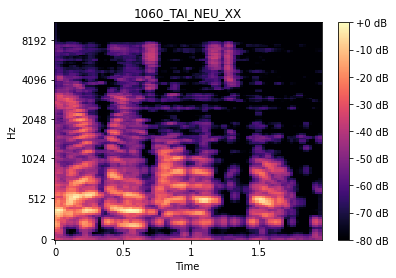 1060_TAI_NEU_XX
8192
4096
2048
1024
512
0
Hz
0
0.5
1
1.5
Time
+0 dB
-10 dB
-20 dB
-30 dB
-40 dB
-50 dB
-60 dB
-70 dB
-80 dB